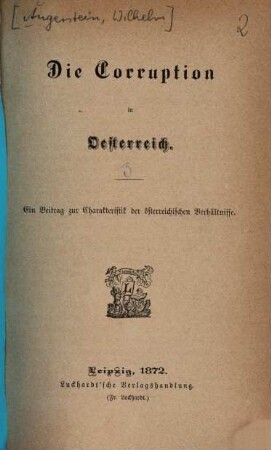 [Augerstein, Wilhelm]
2
Die Corruption
in
Oesterreich.
Ein Beitrag zur Charakteristik der österreichischen Verhältnisse.
L
Leipzig, 1872.
Luckhardt'sche Verlagshandlung.
(Fr. Luckhardt.)